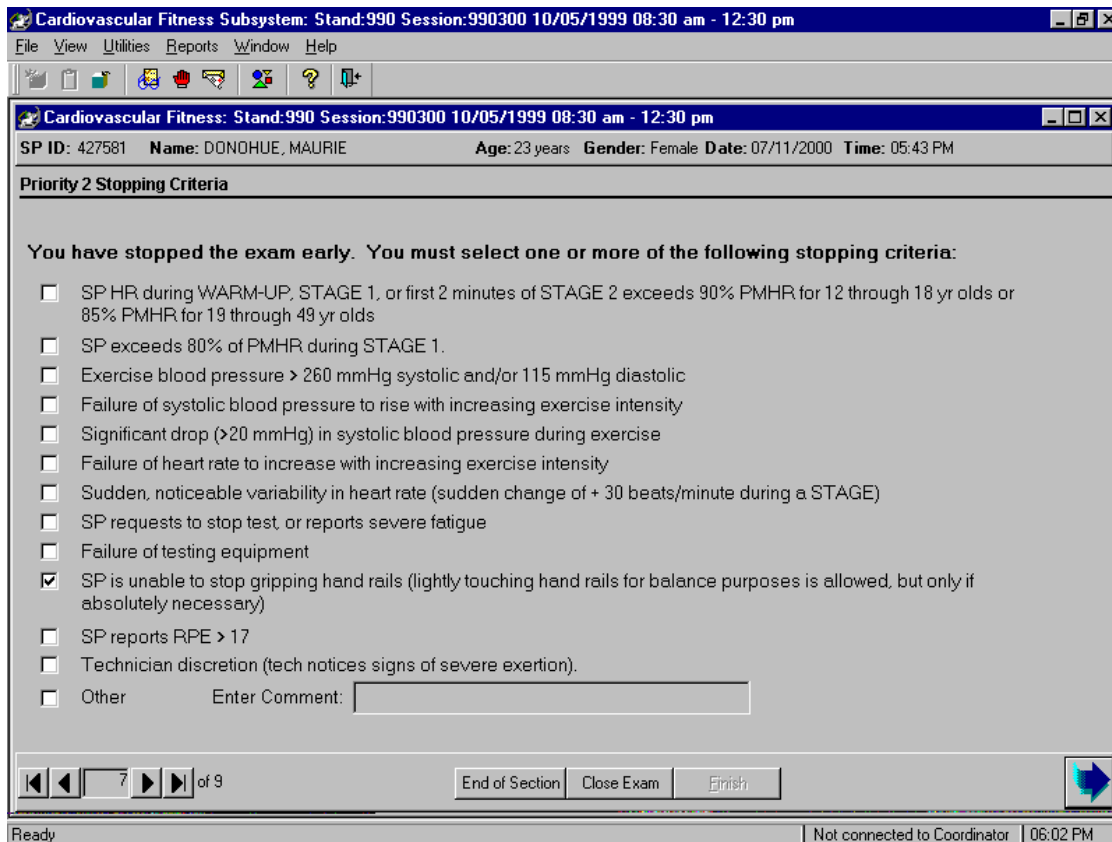 Cardiovascular Fitness Subsystem: Stand:990 Session:990300 10/05/1999 08:30 am - 12:30 pm
File View Utilities Reports Window Help
Cardiovascular Fitness: Stand:990 Session:990300 10/05/1999 08:30 am - 12:30 pm
SP ID: 427581 Name: DONOHUE, MAURIE Age: 23 years Gender: Female Date: 07/11/2000 Time: 05:43 PM
Priority 2 Stopping Criteria
You have stopped the exam early. You must select one or more of the following stopping criteria:
SP HR during WARM-UP, STAGE 1, or first 2 minutes of STAGE 2 exceeds 90% PMHR for 12 through 18 yr olds or
85% PMHR for 19 through 49 yr olds
SP exceeds 80% of PMHR during STAGE 1.
Exercise blood pressure > 260 mmHg systolic and/or 115 mmHg diastolic
Failure of systolic blood pressure to rise with increasing exercise intensity
Significant drop (>20 mmHg) in systolic blood pressure during exercise
Failure of heart rate to increase with increasing exercise intensity
Sudden, noticeable variability in heart rate (sudden change of + 30 beats/minute during a STAGE)
SP requests to stop test, or reports severe fatigue
Failure of testing equipment
SP is unable to stop gripping hand rails (lightly touching hand rails for balance purposes is allowed, but only if
absolutely necessary)
SP reports RPE > 17
Technician discretion (tech notices signs of severe exertion).
Other Enter Comment:
7 of 9 End of Section Close Exam Finish
Ready Not connected to Coordinator 06:02 PM